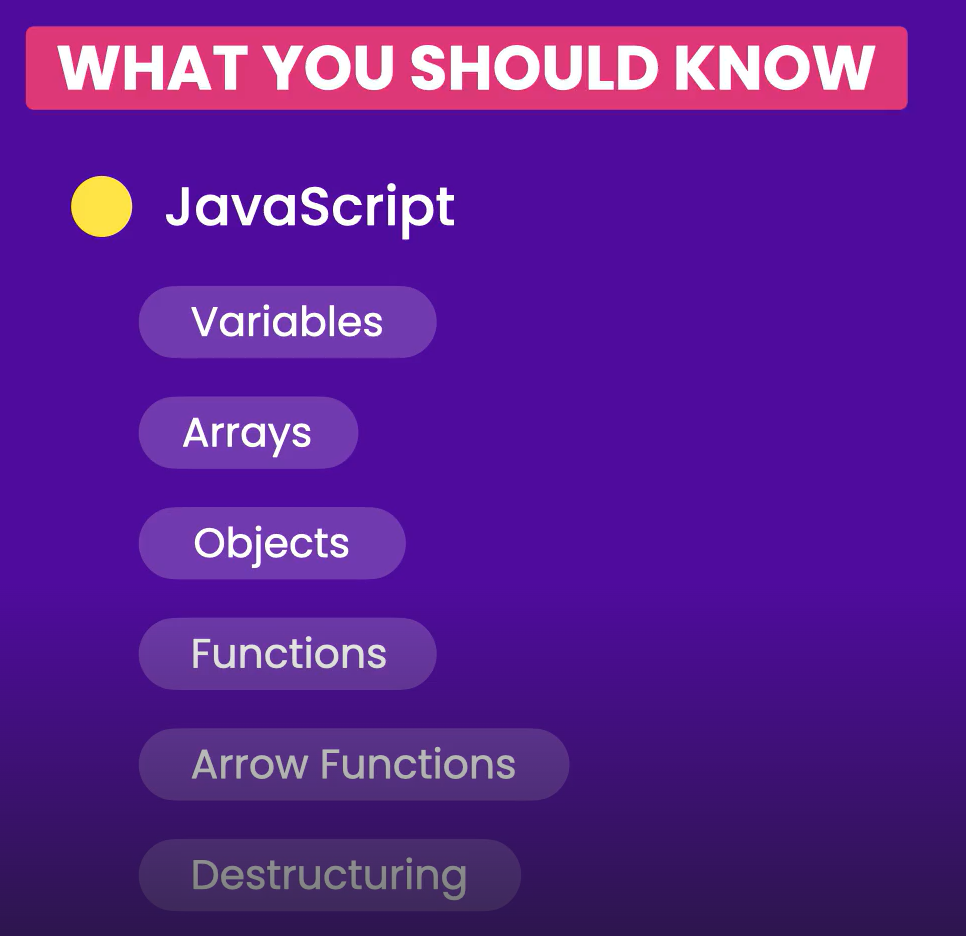 WHAT YOU SHOULD KNOW
JavaScript
Variables
Arrays
Objects
Functions
Arrow Functions
Destructuring